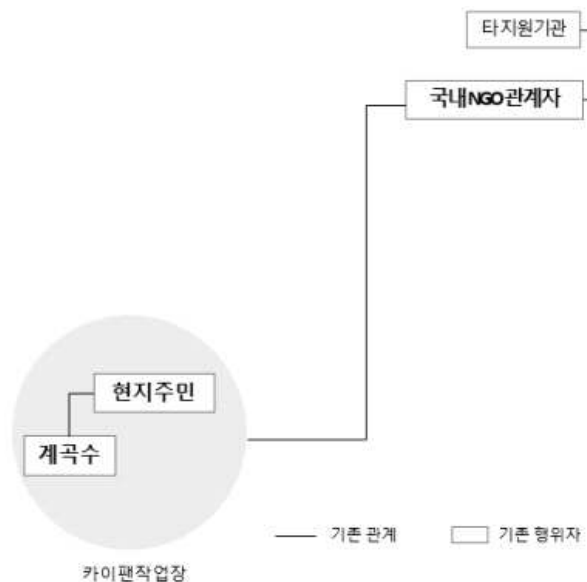 타지원기관
국내NGO관계자
현지주민
계곡수
기존 관계
기존 행위자
카이팬작업장